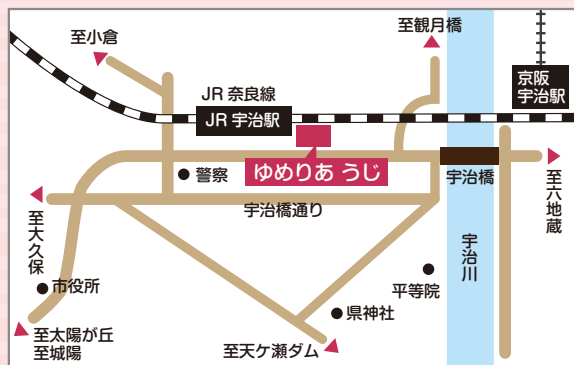 至小倉
至観月橋
京阪
宇治駅
JR 奈良線
JR 宇治駅
警察
ゆめりあ うじ
宇治橋
至六地蔵
至大久保
宇治橋通り
宇治川
市役所
平等院
県神社
至太陽が丘
至城陽
至天ケ瀬ダム